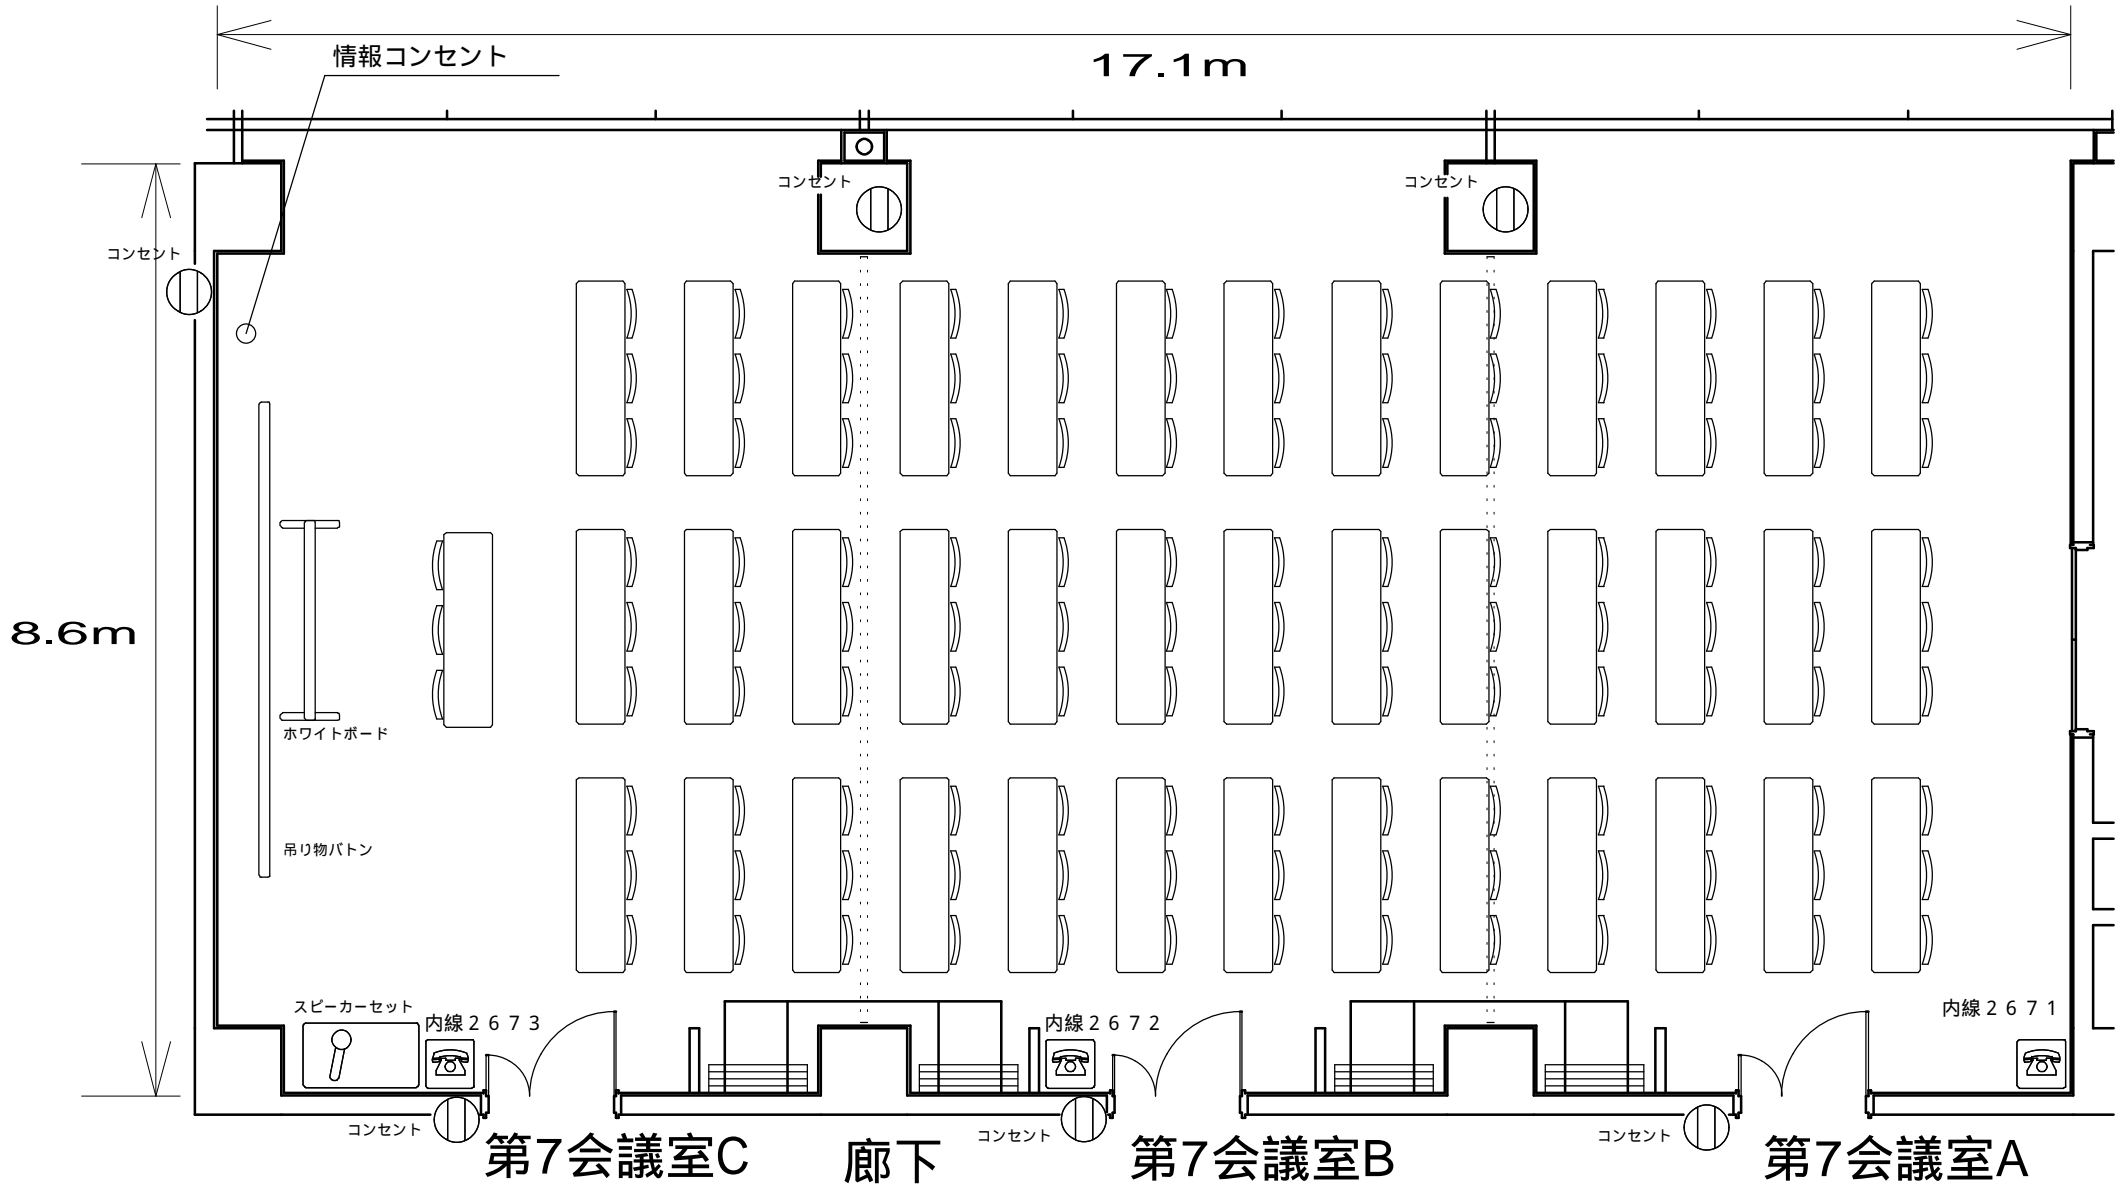 情報コンセント
17.1m
コンセント
コンセント
コンセント
8.6m
ホワイトボード
吊り物バトン
スピーカーセット
内線２６７３
内線２６７２
内線２６７１
コンセント
コンセント
コンセント
第7会議室C
廊下
第7会議室B
第7会議室A